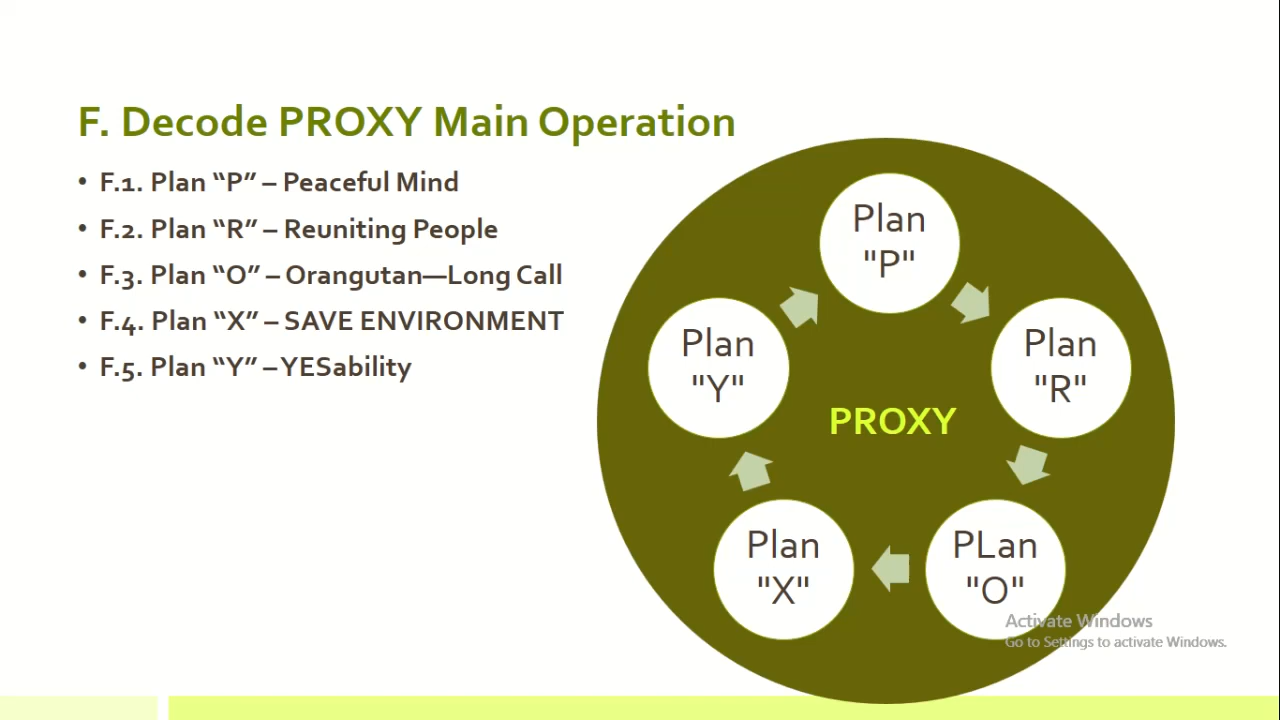 F. Decode PROXY Main Operation
• F.1. Plan “P” – Peaceful Mind
• F.2. Plan “R” – Reuniting People
• F.3. Plan “O” – Orangutan—Long Call
• F.4. Plan “X” – SAVE ENVIRONMENT
• F.5. Plan “Y” – YESability
Plan
"P"
Plan
"R"
PLan
"O"
Plan
"X"
Plan
"Y"
PROXY
Activate Windows
Go to Settings to activate Windows.